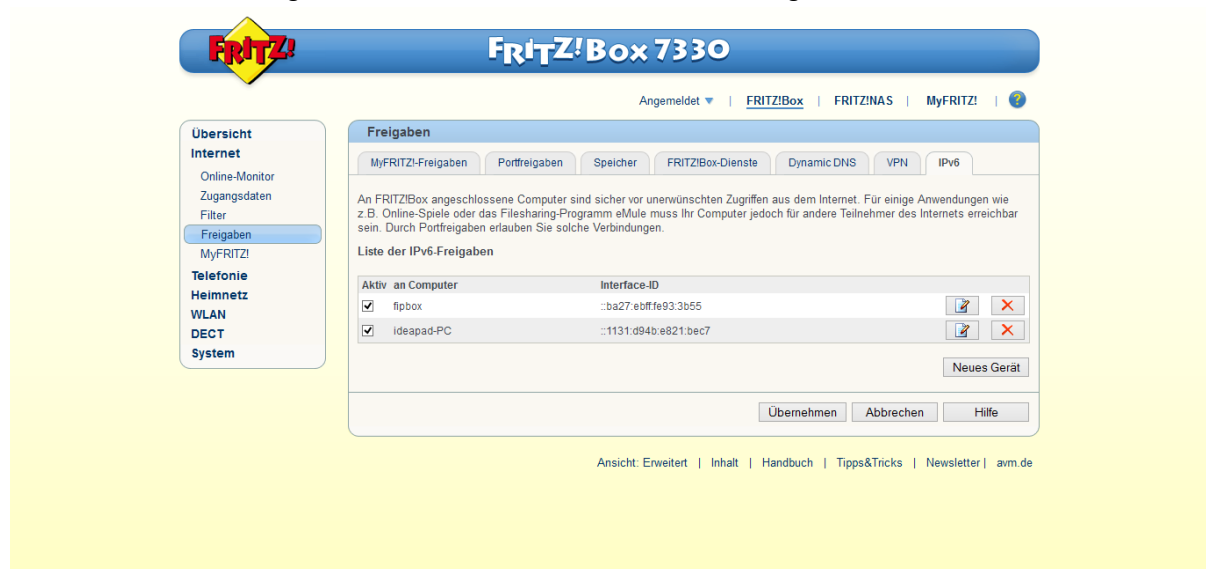 FRITZ!
FRITZ!Box 7330
Angemeldet | FRITZ!Box | FRITZ!NAS | MyFRITZ! | ?
Übersicht
Internet
Online-Monitor
Zugangsdaten
Filter
Freigaben
MyFRITZ!
Telefonie
Heimnetz
WLAN
DECT
System
Freigaben
MyFRITZ!-Freigaben Portfreigaben Speicher FRITZ!Box-Dienste Dynamic DNS VPN IPv6
An FRITZ!Box angeschlossene Computer sind sicher vor unerwünschten Zugriffen aus dem Internet. Für einige Anwendungen wie
z.B. Online-Spiele oder das Filesharing-Programm eMule muss Ihr Computer jedoch für andere Teilnehmer des Internets erreichbar
sein. Durch Portfreigaben erlauben Sie solche Verbindungen.
Liste der IPv6-Freigaben
Aktiv an Computer Interface-ID
fipbox ::ba27:ebff:fe93:3b55
ideapad-PC ::1131:d94b:e821:bec7
Neues Gerät
Übernehmen Abbrechen Hilfe
Ansicht: Erweitert | Inhalt | Handbuch | Tipps&Tricks | Newsletter | avm.de